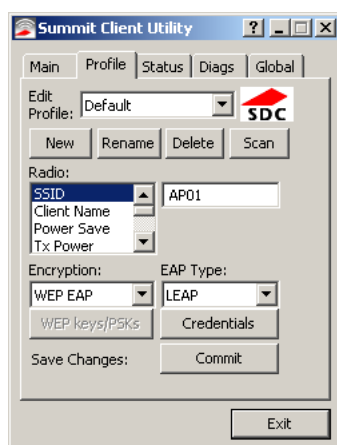 Summit Client Utility
Main Profile Status Diags Global
Edit Profile: Default SDC
New Rename Delete Scan
Radio:
SSID AP01
Client Name
Power Save
Tx Power
Encryption: EAP Type:
WEP EAP LEAP
WEP keys/PSKs Credentials
Save Changes: Commit
Exit